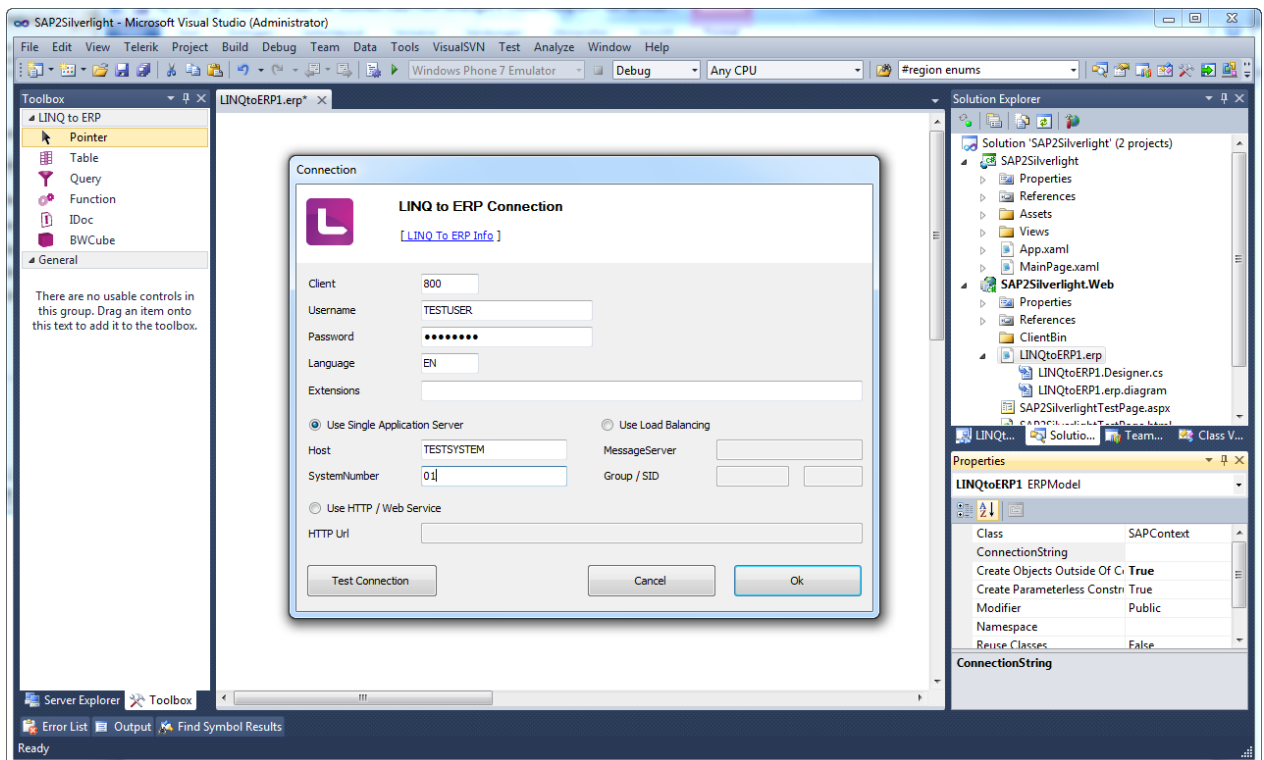 SAP2Silverlight - Microsoft Visual Studio (Administrator)
File Edit View Telerik Project Build Debug Team Data Tools VisualSVN Test Analyze Window Help
Windows Phone 7 Emulator Debug Any CPU #region enums
Toolbox
LINQ to ERP
Pointer
Table
Query
Function
IDoc
BWCube
General
There are no usable controls in
this group. Drag an item onto
this text to add it to the toolbox.
Server Explorer Toolbox
LINQtoERP1.erp*
Connection
LINQ to ERP Connection
[ LINQ To ERP Info ]
Client 800
Username TESTUSER
Password ••••••••
Language EN
Extensions
Use Single Application Server Use Load Balancing
Host TESTSYSTEM MessageServer
SystemNumber 01 Group / SID
Use HTTP / Web Service
HTTP Url
Test Connection Cancel Ok
Solution Explorer
Solution 'SAP2Silverlight' (2 projects)
SAP2Silverlight
Properties
References
Assets
Views
App.xaml
MainPage.xaml
SAP2Silverlight.Web
Properties
References
ClientBin
LINQtoERP1.erp
LINQtoERP1.Designer.cs
LINQtoERP1.erp.diagram
SAP2SilverlightTestPage.aspx
LINQt... Solutio... Team... Class V...
Properties
LINQtoERP1 ERPModel
Class SAPContext
ConnectionString
Create Objects Outside Of C True
Create Parameterless Constr True
Modifier Public
Namespace
Reuse Classes False
ConnectionString
Error List Output Find Symbol Results
Ready